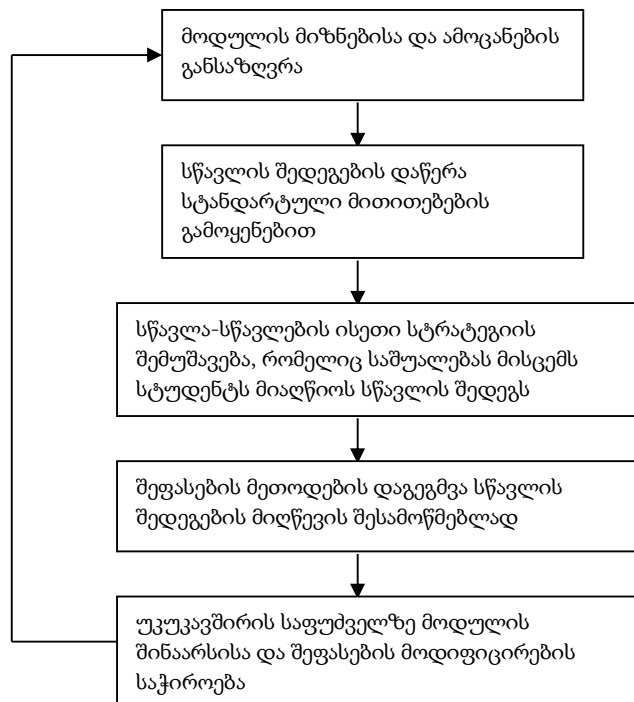 მოდულის მიზნებისა და ამოცანების
განსაზღვრა
სწავლის შედეგების დაწერა
სტანდარტული მითითებების
გამოყენებით
სწავლა-სწავლების ისეთი სტრატეგიის
შემუშავება, რომელიც საშუალებას მისცემს
სტუდენტს მიაღწიოს სწავლის შედეგს
შეფასების მეთოდების დაგეგმვა სწავლის
შედეგების მიღწევის შესამოწმებლად
უკუკავშირის საფუძველზე მოდულის
შინაარსისა და შეფასების მოდიფიცირების
საჭიროება